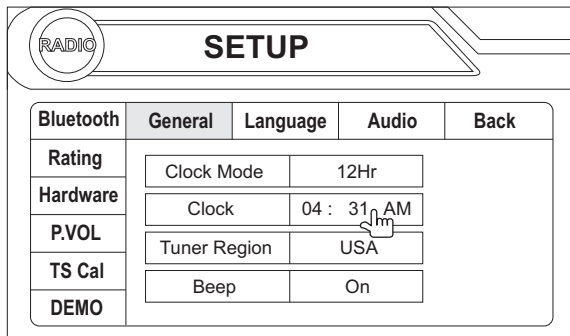 RADIO
SETUP
Bluetooth General Language Audio Back
Rating
Hardware
P.VOL
TS Cal
DEMO
Clock Mode 12Hr
Clock 04 : 31 AM
Tuner Region USA
Beep On